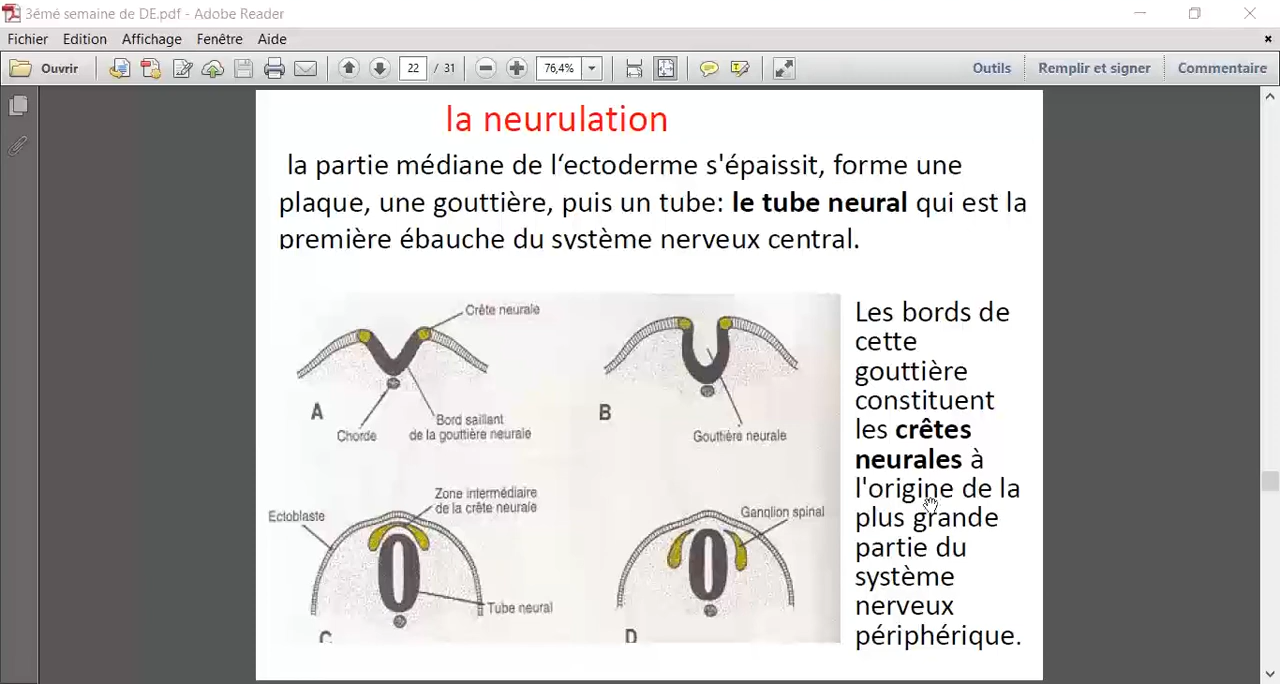 3émé semaine de DE.pdf - Adobe Reader
Fichier Edition Affichage Fenêtre Aide
Ouvrir 22 / 31 76,4% Outils Remplir et signer Commentaire
la neurulation
la partie médiane de l‘ectoderme s'épaissit, forme une
plaque, une gouttière, puis un tube: le tube neural qui est la
première ébauche du système nerveux central.
Crête neurale
A
Chorde
Bord saillant
de la gouttière neurale
B
Gouttière neurale
Ectoblaste
Zone intermédiaire
de la crête neurale
Tube neural
C
Ganglion spinal
D
Les bords de
cette
gouttière
constituent
les crêtes
neurales à
l'origine de la
plus grande
partie du
système
nerveux
périphérique.